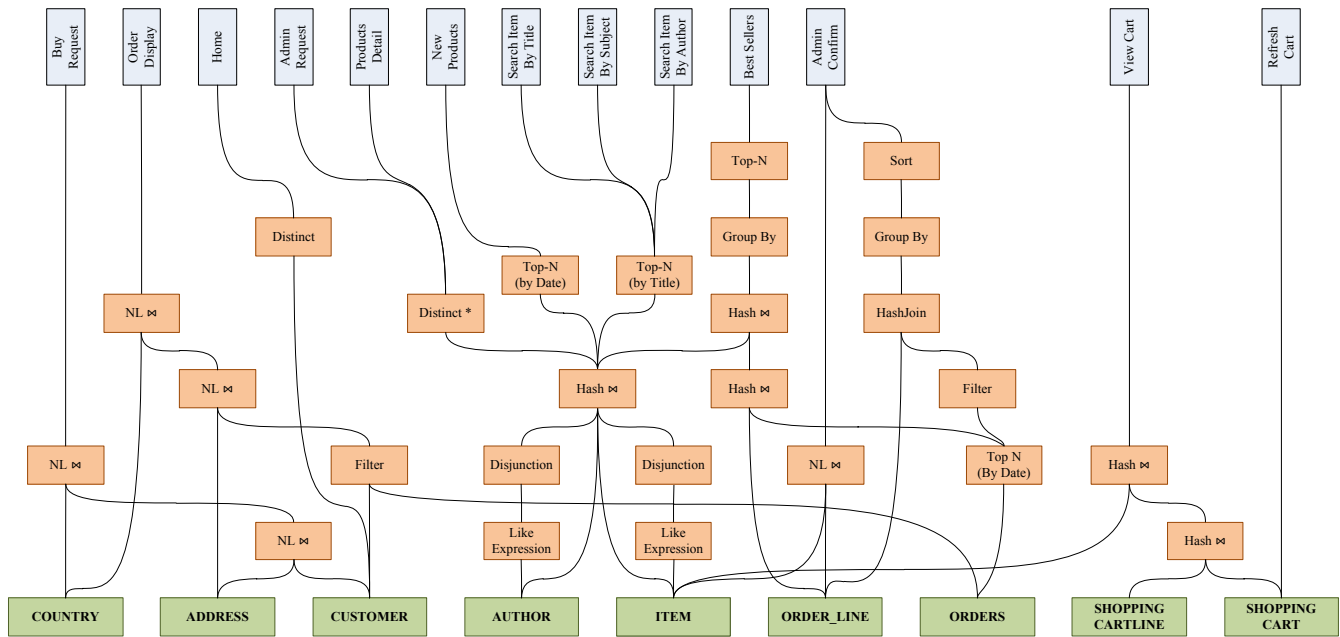 Buy
Request
Order
Display
Home
Admin
Request
Products
Detail
New
Products
Search Item
By Title
Search Item
By Subject
Search Item
By Author
Best Sellers
Admin
Confirm
View Cart
Refresh
Cart
Top-N
Sort
Distinct
Group By
Group By
Top-N
(by Date)
Top-N
(by Title)
NL ⋈
Distinct *
Hash ⋈
HashJoin
NL ⋈
Hash ⋈
Hash ⋈
Filter
NL ⋈
Filter
Disjunction
Disjunction
NL ⋈
Top N
(By Date)
Hash ⋈
NL ⋈
Like
Expression
Like
Expression
Hash ⋈
COUNTRY
ADDRESS
CUSTOMER
AUTHOR
ITEM
ORDER_LINE
ORDERS
SHOPPING
CARTLINE
SHOPPING
CART